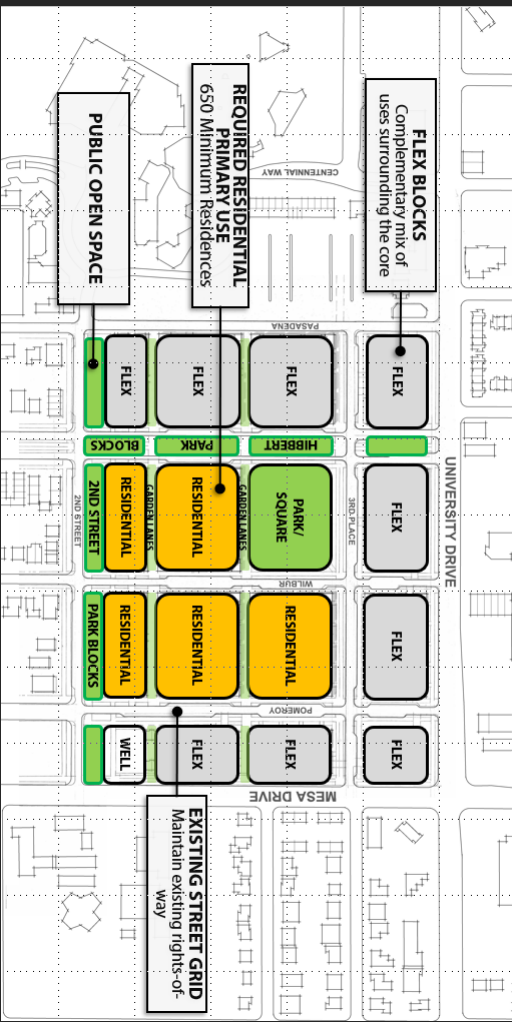 UNIVERSITY DRIVE
FLEX BLOCKS
Complementary mix of
uses surrounding the core
FLEX
FLEX
FLEX
FLEX
3RD PLACE
CENTENNIAL WAY
PASADENA
HIBBERT
WILBUR
POMEROY
MESA DRIVE
FLEX
PARK/
SQUARE
RESIDENTIAL
FLEX
REQUIRED RESIDENTIAL
PRIMARY USE
650 Minimum Residences
GARDEN LANES
FLEX
PARK
RESIDENTIAL
RESIDENTIAL
FLEX
EXISTING STREET GRID
Maintain existing rights-of-
way
GARDEN LANES
FLEX
BLOCKS
RESIDENTIAL
RESIDENTIAL
WELL
PUBLIC OPEN SPACE
2ND STREET
PARK BLOCKS
2ND STREET